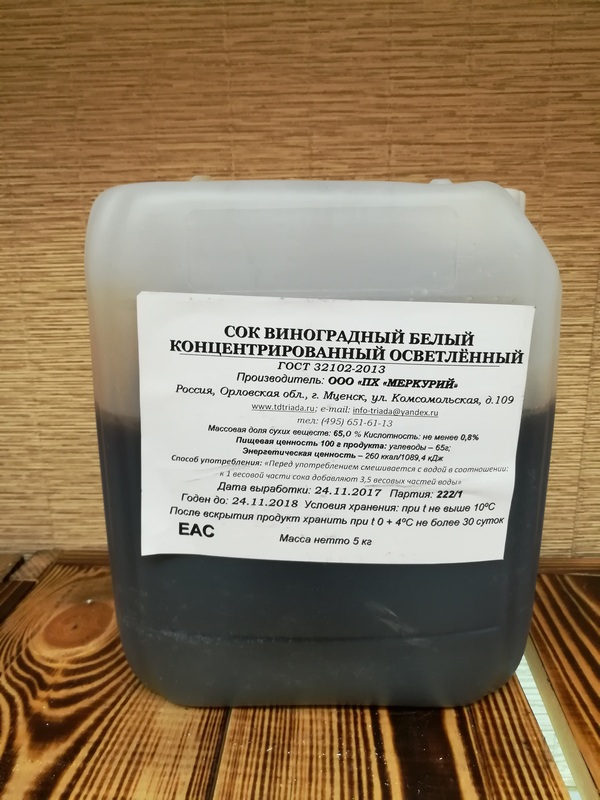 СОК ВИНОГРАДНЫЙ БЕЛЫЙ
КОНЦЕНТРИРОВАННЫЙ ОСВЕТЛЁННЫЙ
ГОСТ 32102-2013
Производитель: ООО «ПХ «МЕРКУРИЙ»
Россия, Орловская обл., г. Мценск, ул. Комсомольская, д.109
www.tdtriada.ru; e-mail: info-triada@yandex.ru
тел: (495) 651-61-13
Массовая доля сухих веществ: 65,0 % Кислотность: не менее 0,8%
Пищевая ценность 100 г продукта: углеводы – 65г;
Энергетическая ценность – 260 ккал/1089,4 кДж
Способ употребления: «Перед употреблением смешивается с водой в соотношении:
к 1 весовой части сока добавляют 3,5 весовых частей воды»
Дата выработки: 24.11.2017 Партия: 222/1
Годен до: 24.11.2018 Условия хранения: при t не выше 10ºС
После вскрытия продукт хранить при t 0 + 4ºС не более 30 суток
ЕАС
Масса нетто 5 кг